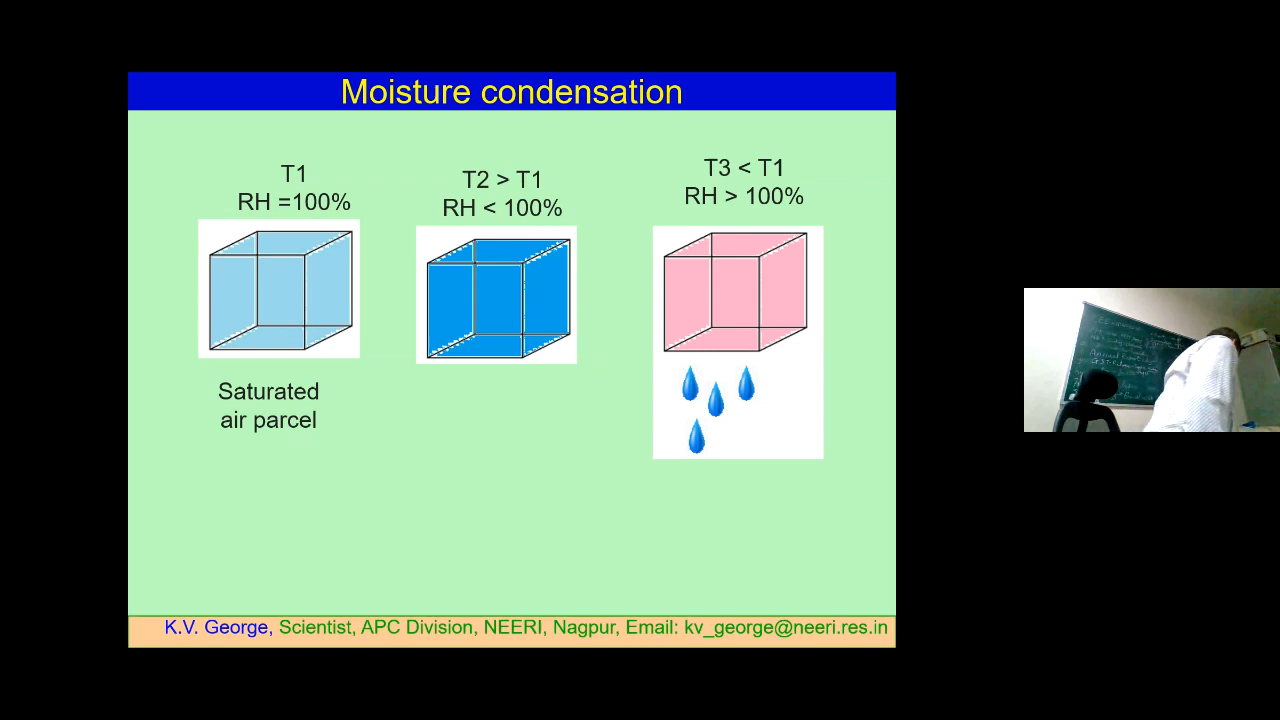 Moisture condensation
T1
RH =100%
T2 > T1
RH < 100%
T3 < T1
RH > 100%
Saturated
air parcel
K.V. George, Scientist, APC Division, NEERI, Nagpur, Email: kv_george@neeri.res.in